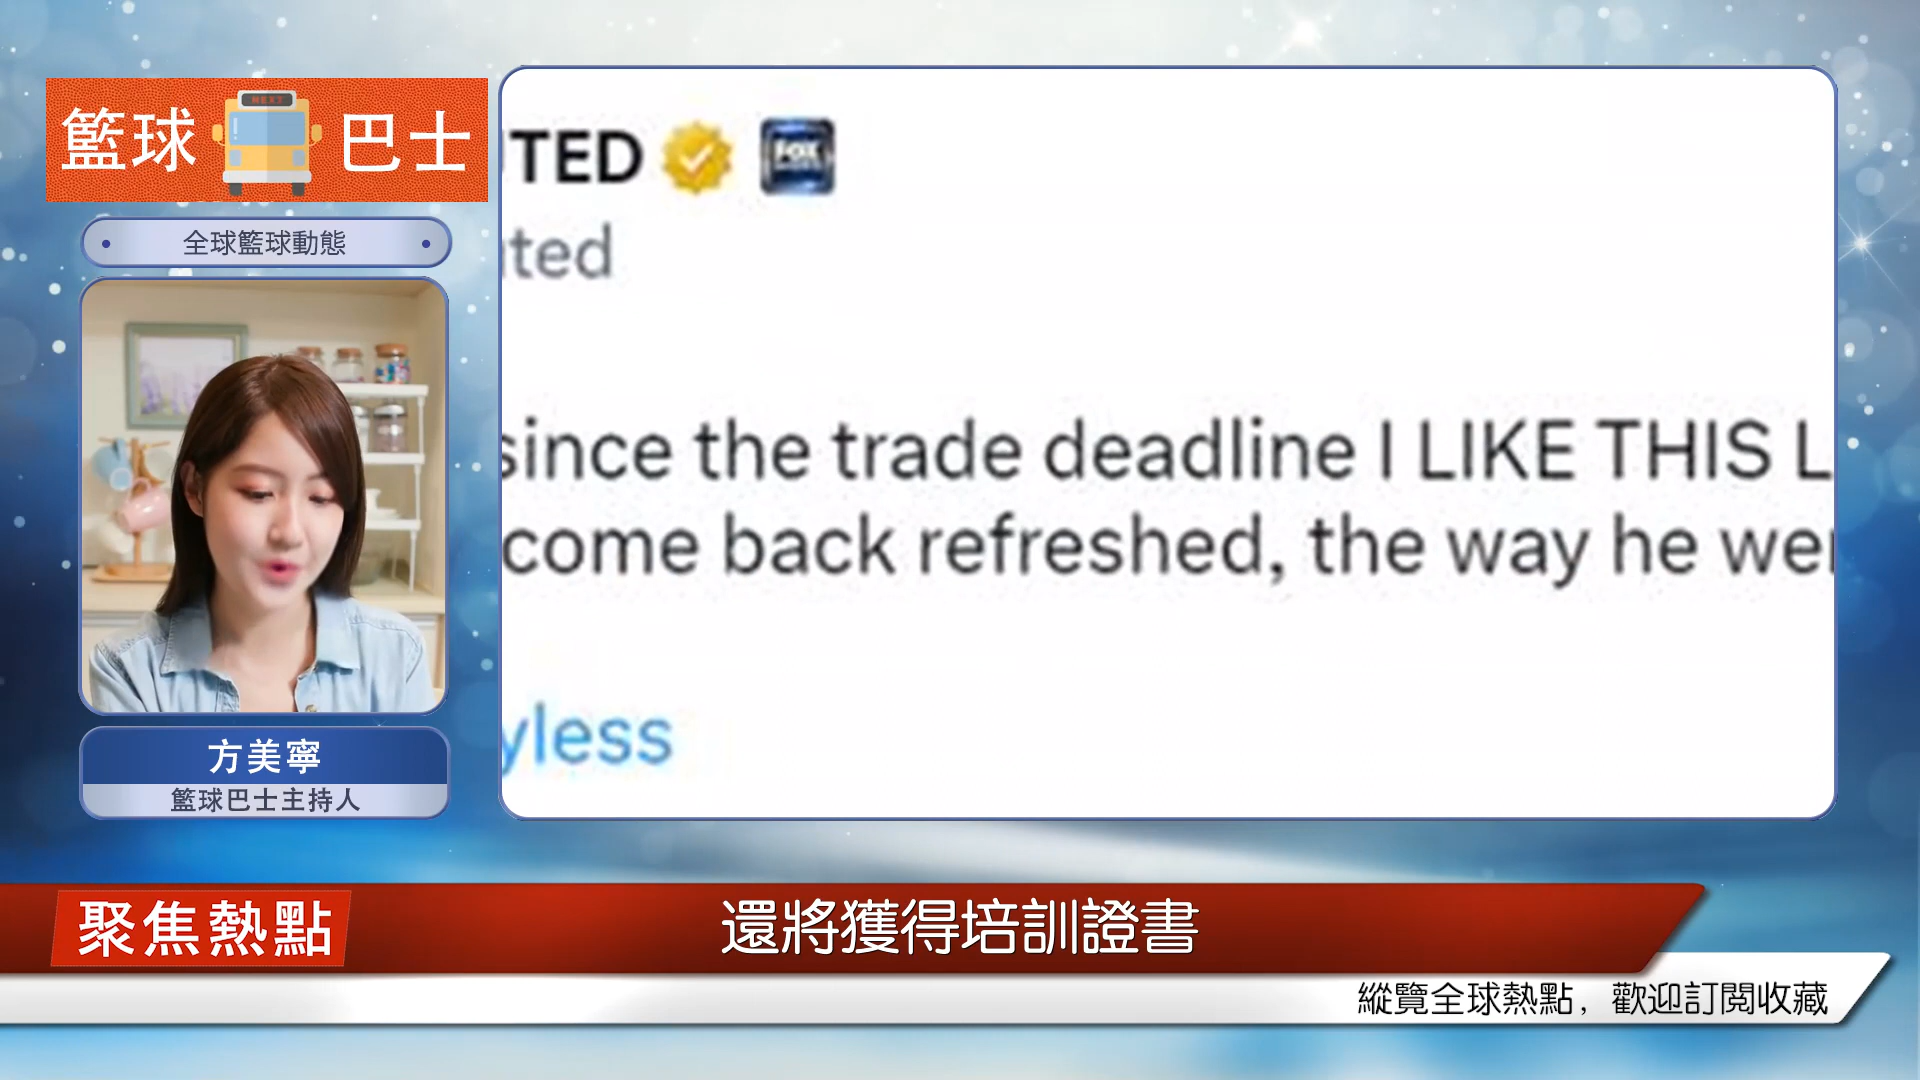 籃球巴士
全球籃球動態
方美寧
籃球巴士主持人
TED
FOX
ted
since the trade deadline I LIKE THIS L
come back refreshed, the way he we
yless
聚焦熱點
還將獲得培訓證書
縱覽全球熱點，歡迎訂閱收藏